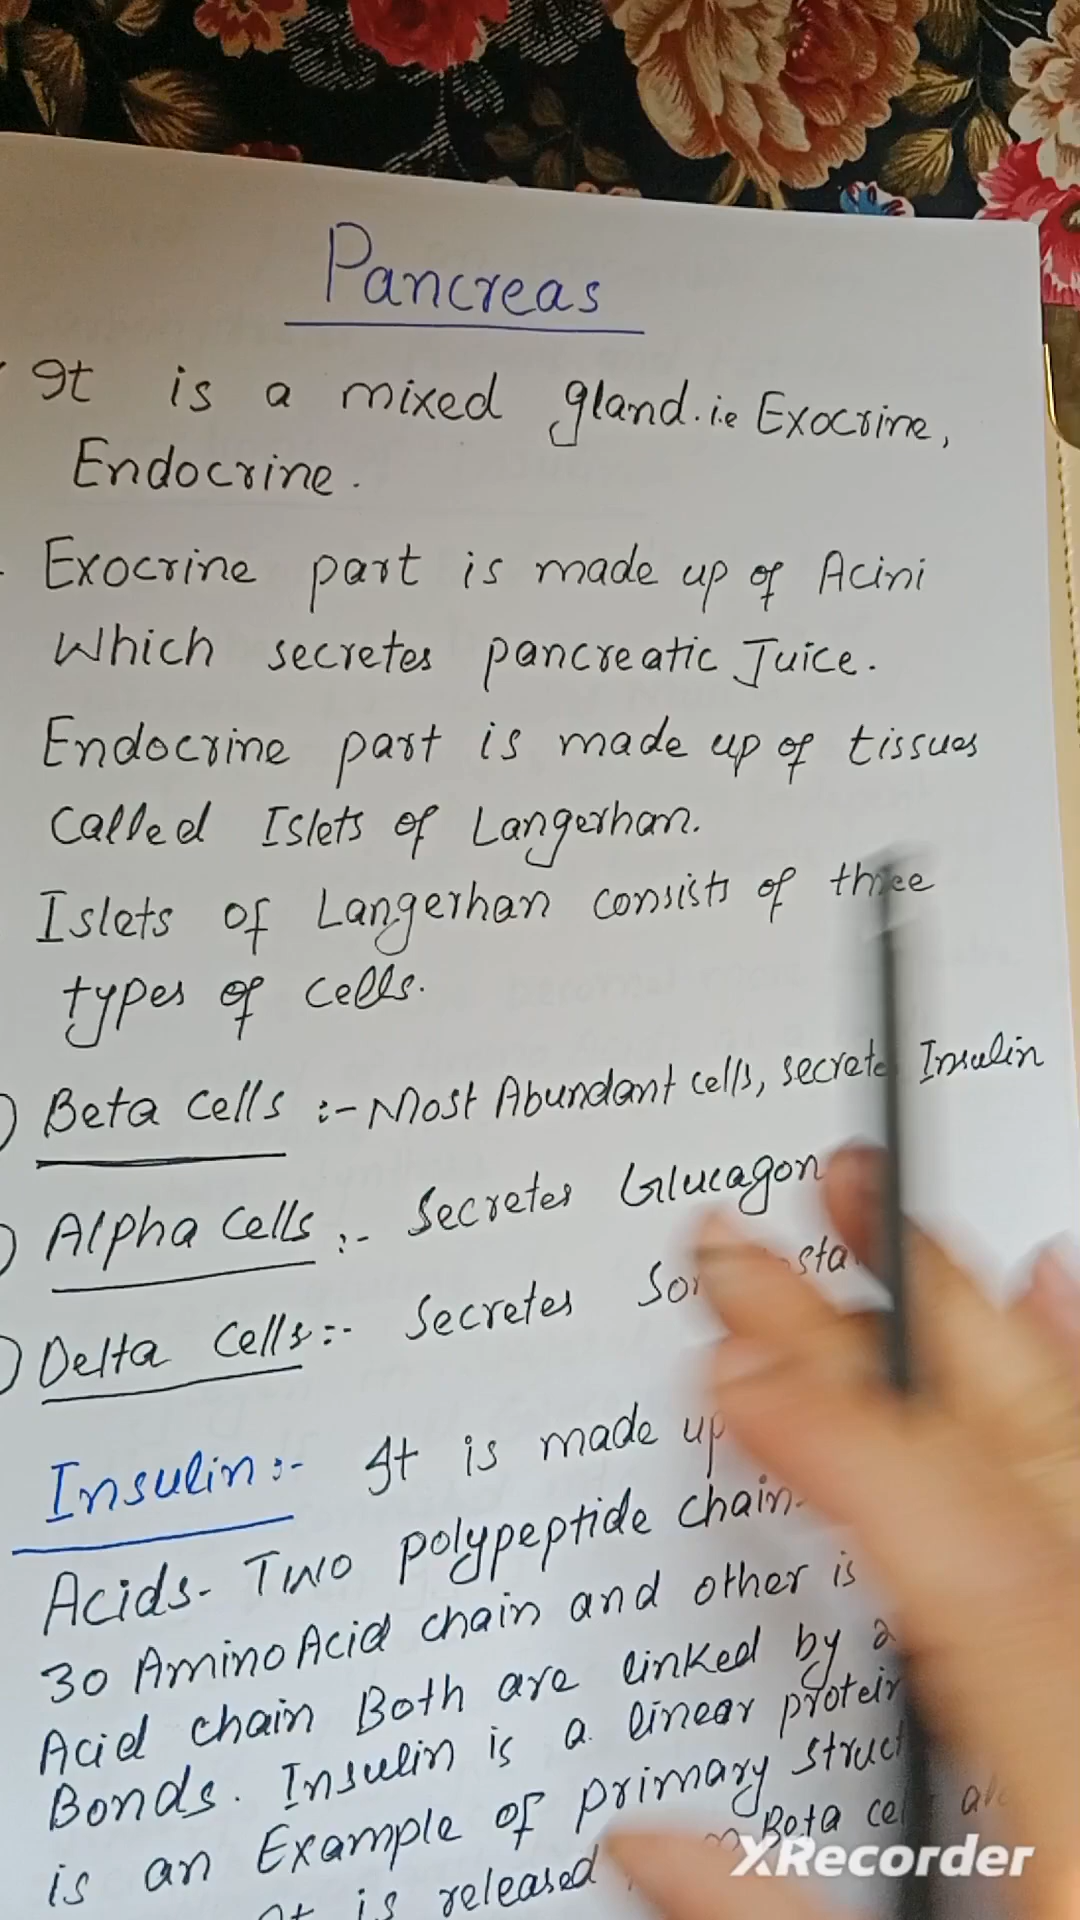 Pancreas
It is a mixed gland. i.e Exocrine,
Endocrine.
Exocrine part is made up of Acini
Which secretes pancreatic Juice.
Endocrine part is made up of tissues
Called Islets of Langerhan.
Islets of Langerhan consists of three
types of cells.
Beta cells :- Most Abundant cells, secrete Insulin
Alpha cells :- Secretes Glucagon
Delta cells :- Secretes
Insulin :- It is made up
Acids. Two polypeptide chain.
30 Amino Acid chain and other is
Acid chain Both are linked by 2
Bonds. Insulin is a linear protein
is an Example of primary
It is released Beta
XRecorder